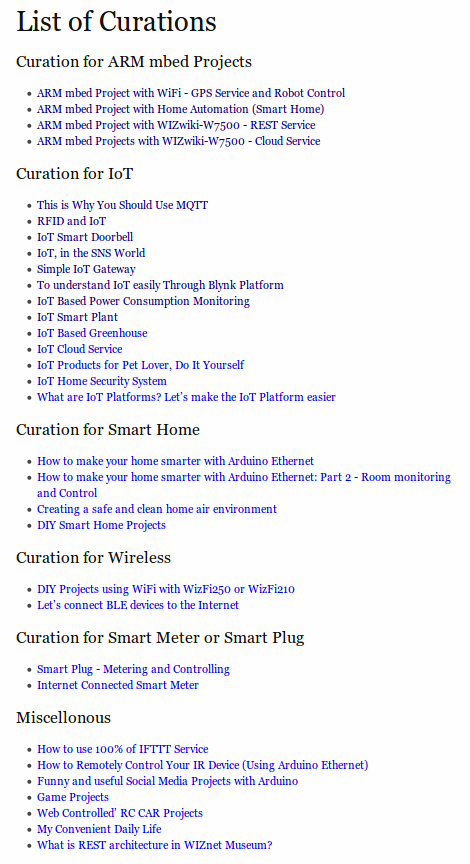 List of Curations
Curation for ARM mbed Projects
ARM mbed Project with WiFi - GPS Service and Robot Control
ARM mbed Project with Home Automation (Smart Home)
ARM mbed Project with WIZwiki-W7500 - REST Service
ARM mbed Projects with WIZwiki-W7500 - Cloud Service
Curation for IoT
This is Why You Should Use MQTT
RFID and IoT
IoT Smart Doorbell
IoT, in the SNS World
Simple IoT Gateway
To understand IoT easily Through Blynk Platform
IoT Based Power Consumption Monitoring
IoT Smart Plant
IoT Based Greenhouse
IoT Cloud Service
IoT Products for Pet Lover, Do It Yourself
IoT Home Security System
What are IoT Platforms? Let's make the IoT Platform easier
Curation for Smart Home
How to make your home smarter with Arduino Ethernet
How to make your home smarter with Arduino Ethernet: Part 2 - Room monitoring
and Control
Creating a safe and clean home air environment
DIY Smart Home Projects
Curation for Wireless
DIY Projects using WiFi with WizFi250 or WizFi210
Let's connect BLE devices to the Internet
Curation for Smart Meter or Smart Plug
Smart Plug - Metering and Controlling
Internet Connected Smart Meter
Miscellonous
How to use 100% of IFTTT Service
How to Remotely Control Your IR Device (Using Arduino Ethernet)
Funny and useful Social Media Projects with Arduino
Game Projects
Web Controlled' RC CAR Projects
My Convenient Daily Life
What is REST architecture in WIZnet Museum?